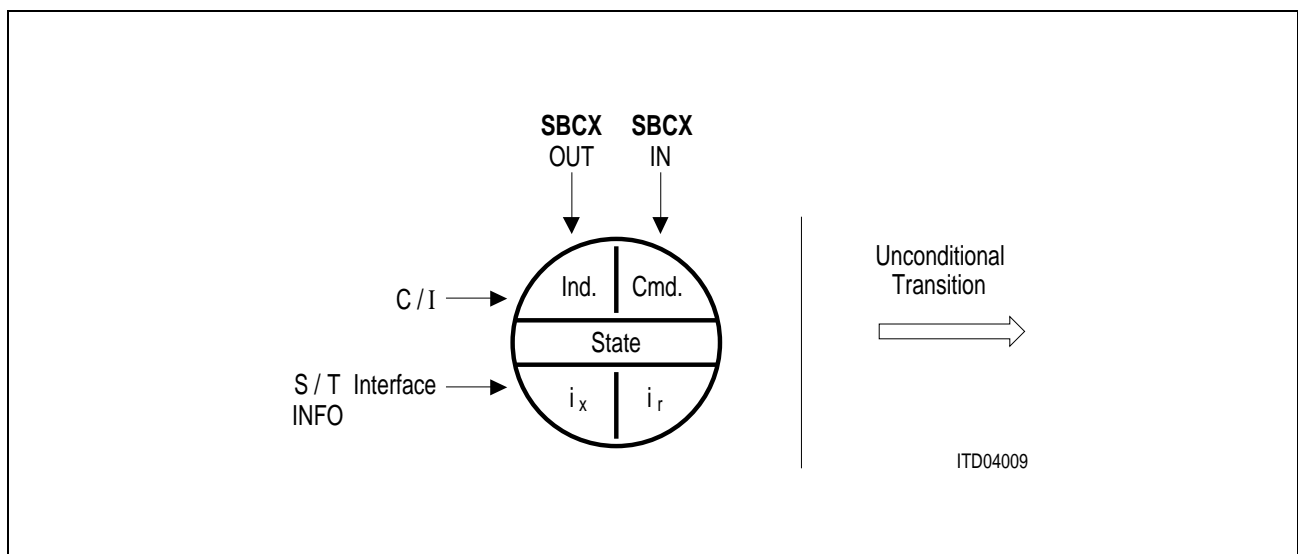 SBCX SBCX
OUT IN
C / I
Ind. Cmd.
State
S / T Interface
INFO
i x i r
Unconditional
Transition
ITD04009